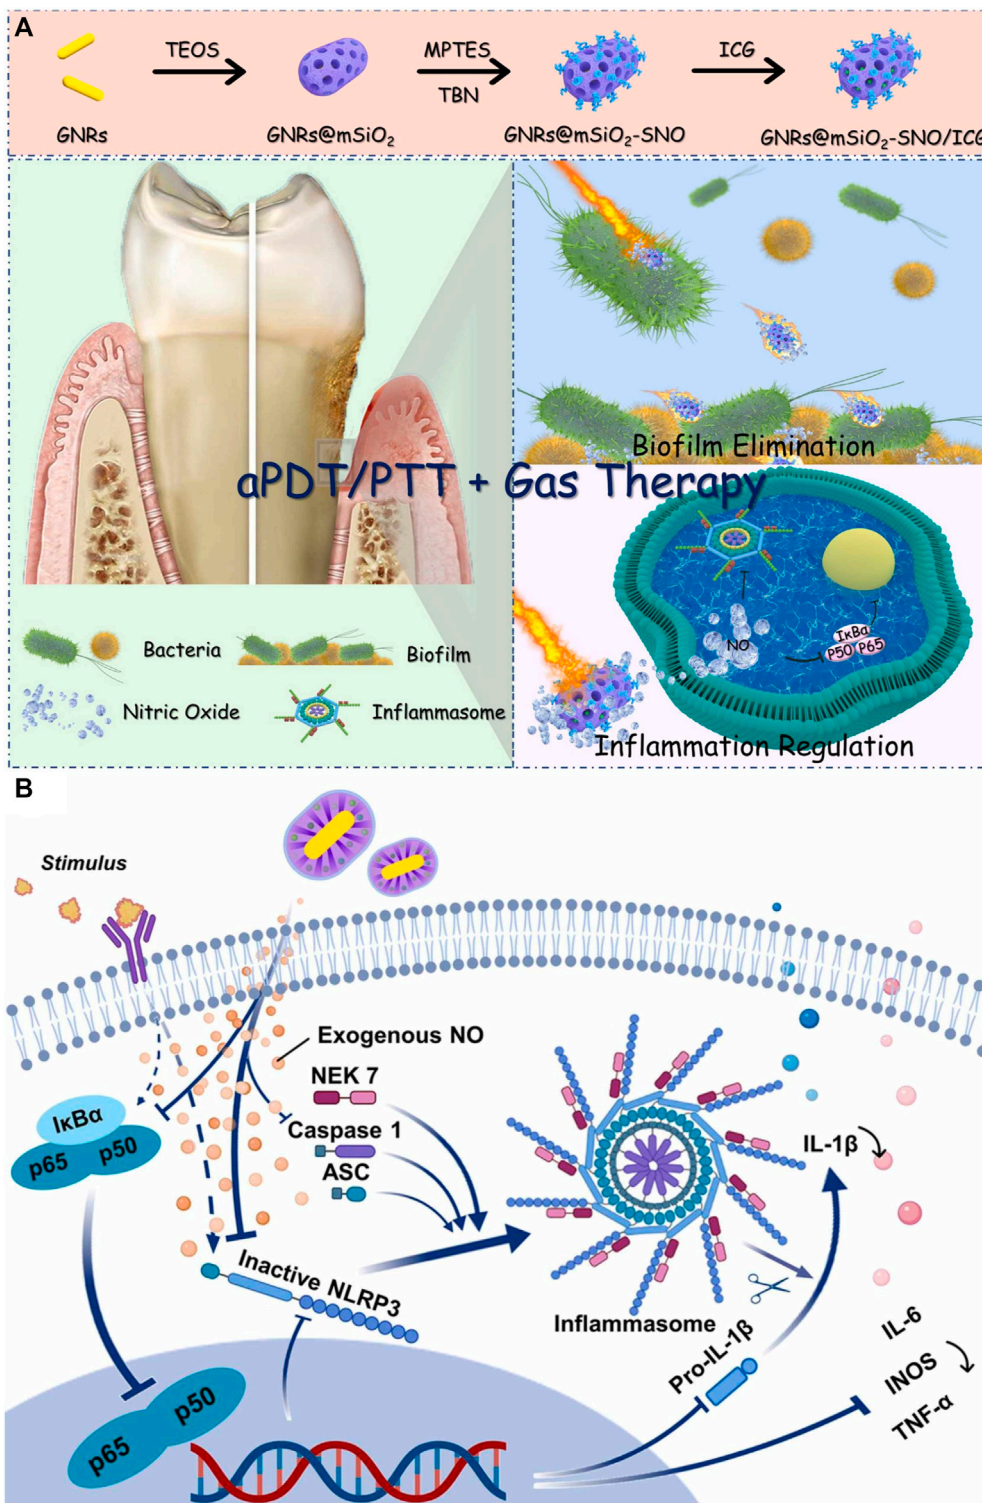 A
TEOS
MPTES
TBN
ICG
GNRs
GNRs@mSiO₂
GNRs@mSiO₂-SNO
GNRs@mSiO₂-SNO/ICG
Biofilm Elimination
aPDT/PTT + Gas Therapy
NO
IκBα
P50
P65
Bacteria
Biofilm
Nitric Oxide
Inflammasome
Inflammation Regulation
B
Stimulus
Exogenous NO
NEK 7
Caspase 1
ASC
IκBα
p65
p50
IL-1β
Inactive NLRP3
Inflammasome
Pro-IL-1β
IL-6
INOS
TNF-α
p65
p50